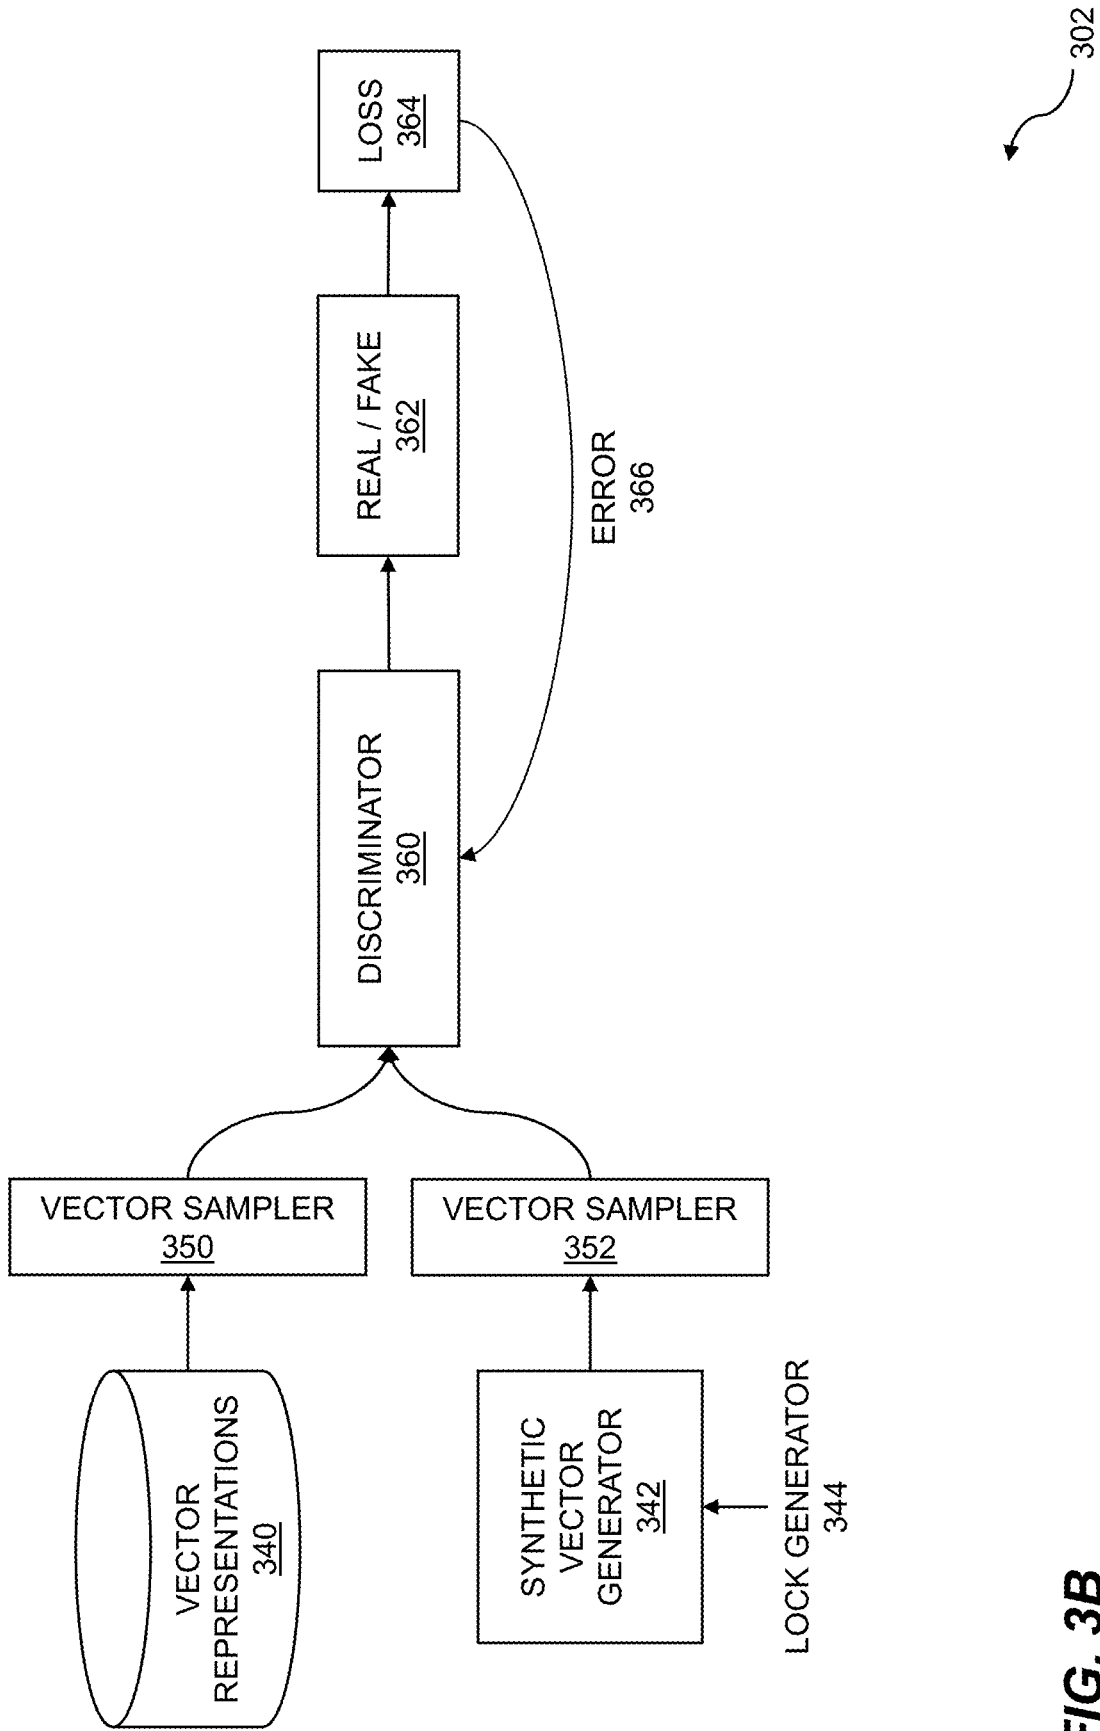 VECTOR
REPRESENTATIONS
340
VECTOR SAMPLER
350
SYNTHETIC
VECTOR
GENERATOR
342
LOCK GENERATOR
344
VECTOR SAMPLER
352
DISCRIMINATOR
360
REAL / FAKE
362
LOSS
364
ERROR
366
302
FIG. 3B